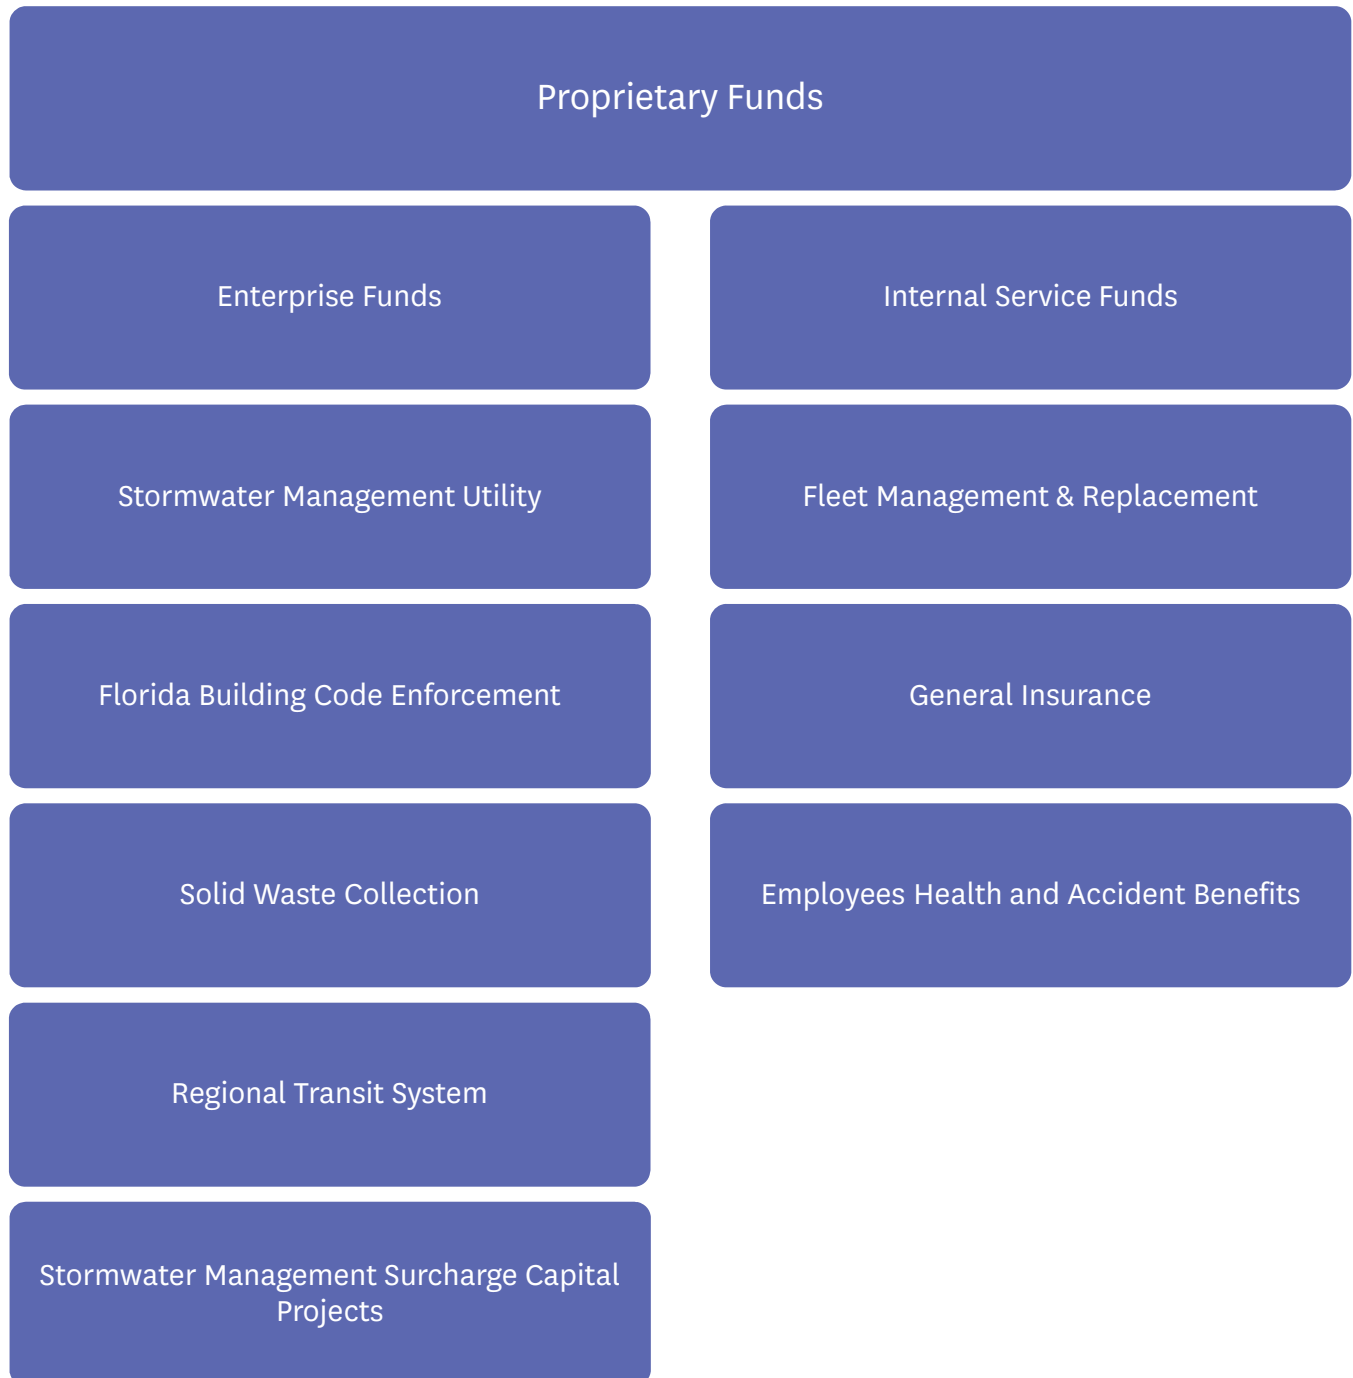 Proprietary Funds
Enterprise Funds
Stormwater Management Utility
Florida Building Code Enforcement
Solid Waste Collection
Regional Transit System
Stormwater Management Surcharge Capital
Projects
Internal Service Funds
Fleet Management & Replacement
General Insurance
Employees Health and Accident Benefits